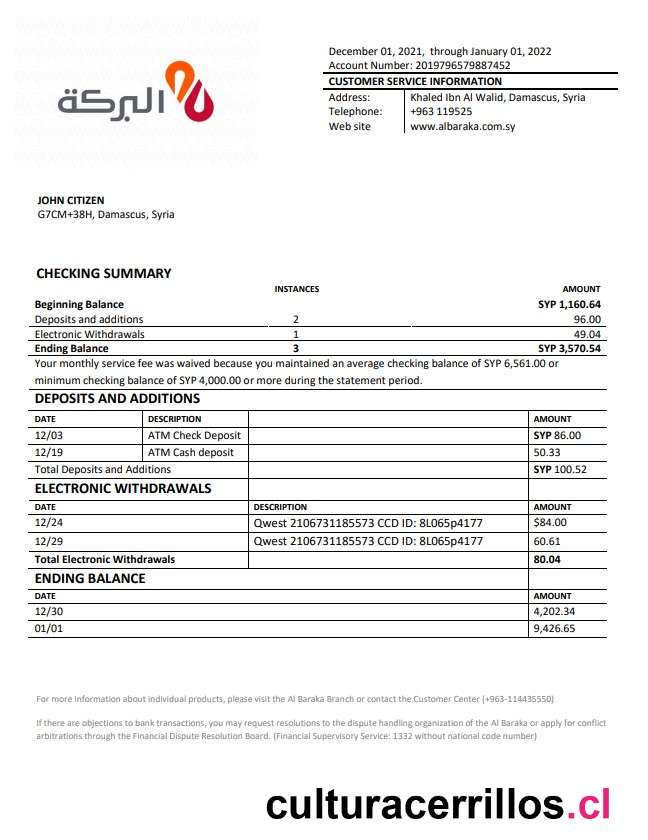 البركة
December 01, 2021, through January 01, 2022
Account Number: 2019796579887452
CUSTOMER SERVICE INFORMATION
Address: Khaled Ibn Al Walid, Damascus, Syria
Telephone: +963 119525
Web site www.albaraka.com.sy
JOHN CITIZEN
G7CM+38H, Damascus, Syria
CHECKING SUMMARY
INSTANCES AMOUNT
Beginning Balance SYP 1,160.64
Deposits and additions 2 96.00
Electronic Withdrawals 1 49.04
Ending Balance 3 SYP 3,570.54
Your monthly service fee was waived because you maintained an average checking balance of SYP 6,561.00 or
minimum checking balance of SYP 4,000.00 or more during the statement period.
DEPOSITS AND ADDITIONS
DATE DESCRIPTION AMOUNT
12/03 ATM Check Deposit SYP 86.00
12/19 ATM Cash deposit 50.33
Total Deposits and Additions SYP 100.52
ELECTRONIC WITHDRAWALS
DATE DESCRIPTION AMOUNT
12/24 Qwest 2106731185573 CCD ID: 8L065p4177 $84.00
12/29 Qwest 2106731185573 CCD ID: 8L065p4177 60.61
Total Electronic Withdrawals 80.04
ENDING BALANCE
DATE AMOUNT
12/30 4,202.34
01/01 9,426.65
For more information about individual products, please visit the Al Baraka Branch or contact the Customer Center (+963-114435550)
If there are objections to bank transactions, you may request resolutions to the dispute handling organization of the Al Baraka or apply for conflict
arbitrations through the Financial Dispute Resolution Board. (Financial Supervisory Service: 1332 without national code number)
culturacerrillos.cl